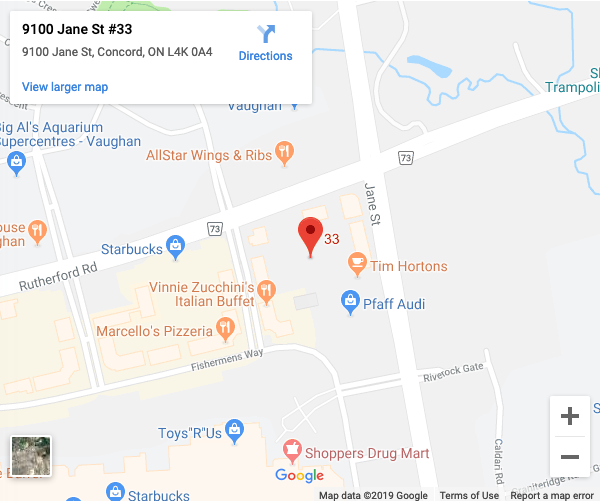 9100 Jane St #33
9100 Jane St, Concord, ON L4K 0A4
Directions
View larger map
Vaughan
Big Al's Aquarium
Supercentres - Vaughan
AllStar Wings & Ribs
73
Jane St
33
73
Starbucks
Rutherford Rd
Tim Hortons
Vinnie Zucchini's
Italian Buffet
Pfaff Audi
Marcello's Pizzeria
Fishermens Way
Rivetock Gate
Toys"R"Us
Caldari Rd
Shoppers Drug Mart
Google
Starbucks
Map data ©2019 Google
Terms of Use
Report a map error